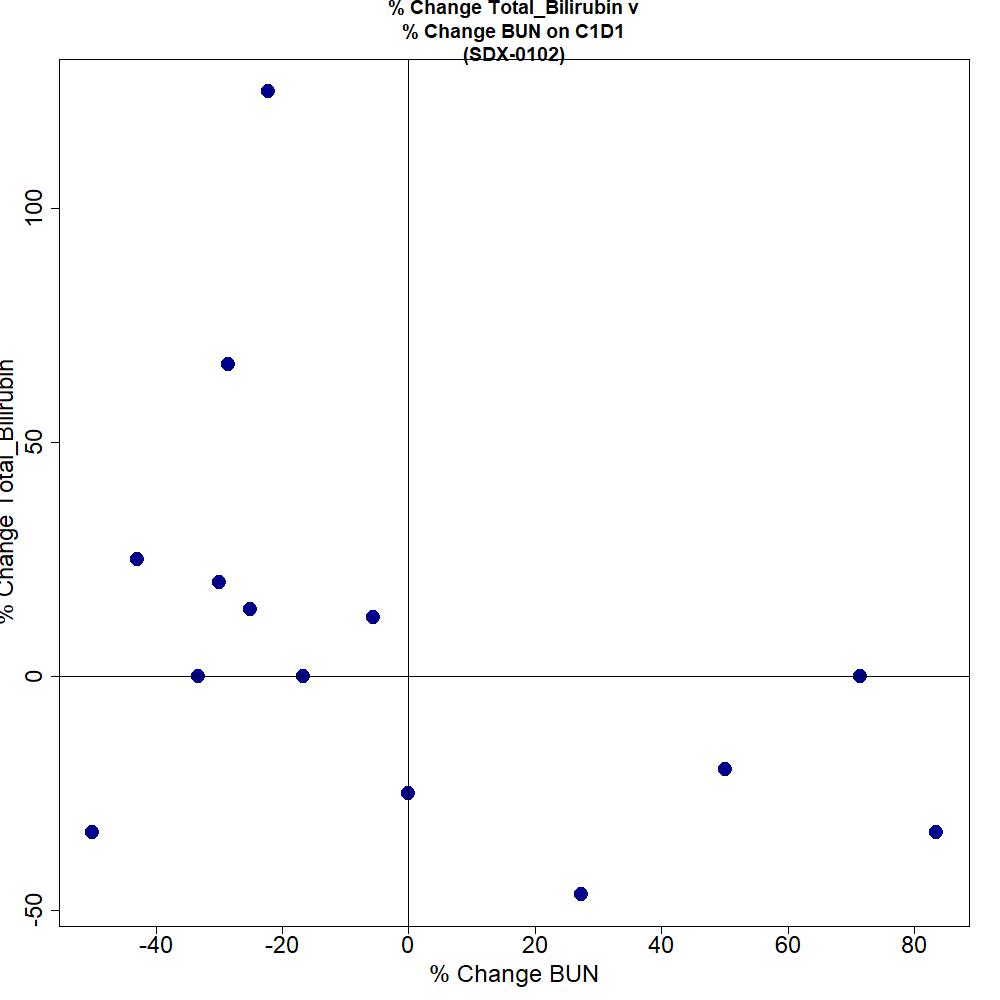 % Change Total_Bilirubin v
% Change BUN on C1D1
(SDX-0102)
% Change Total_Bilirubin
100
50
0
-50
-40
-20
0
20
40
60
80
% Change BUN